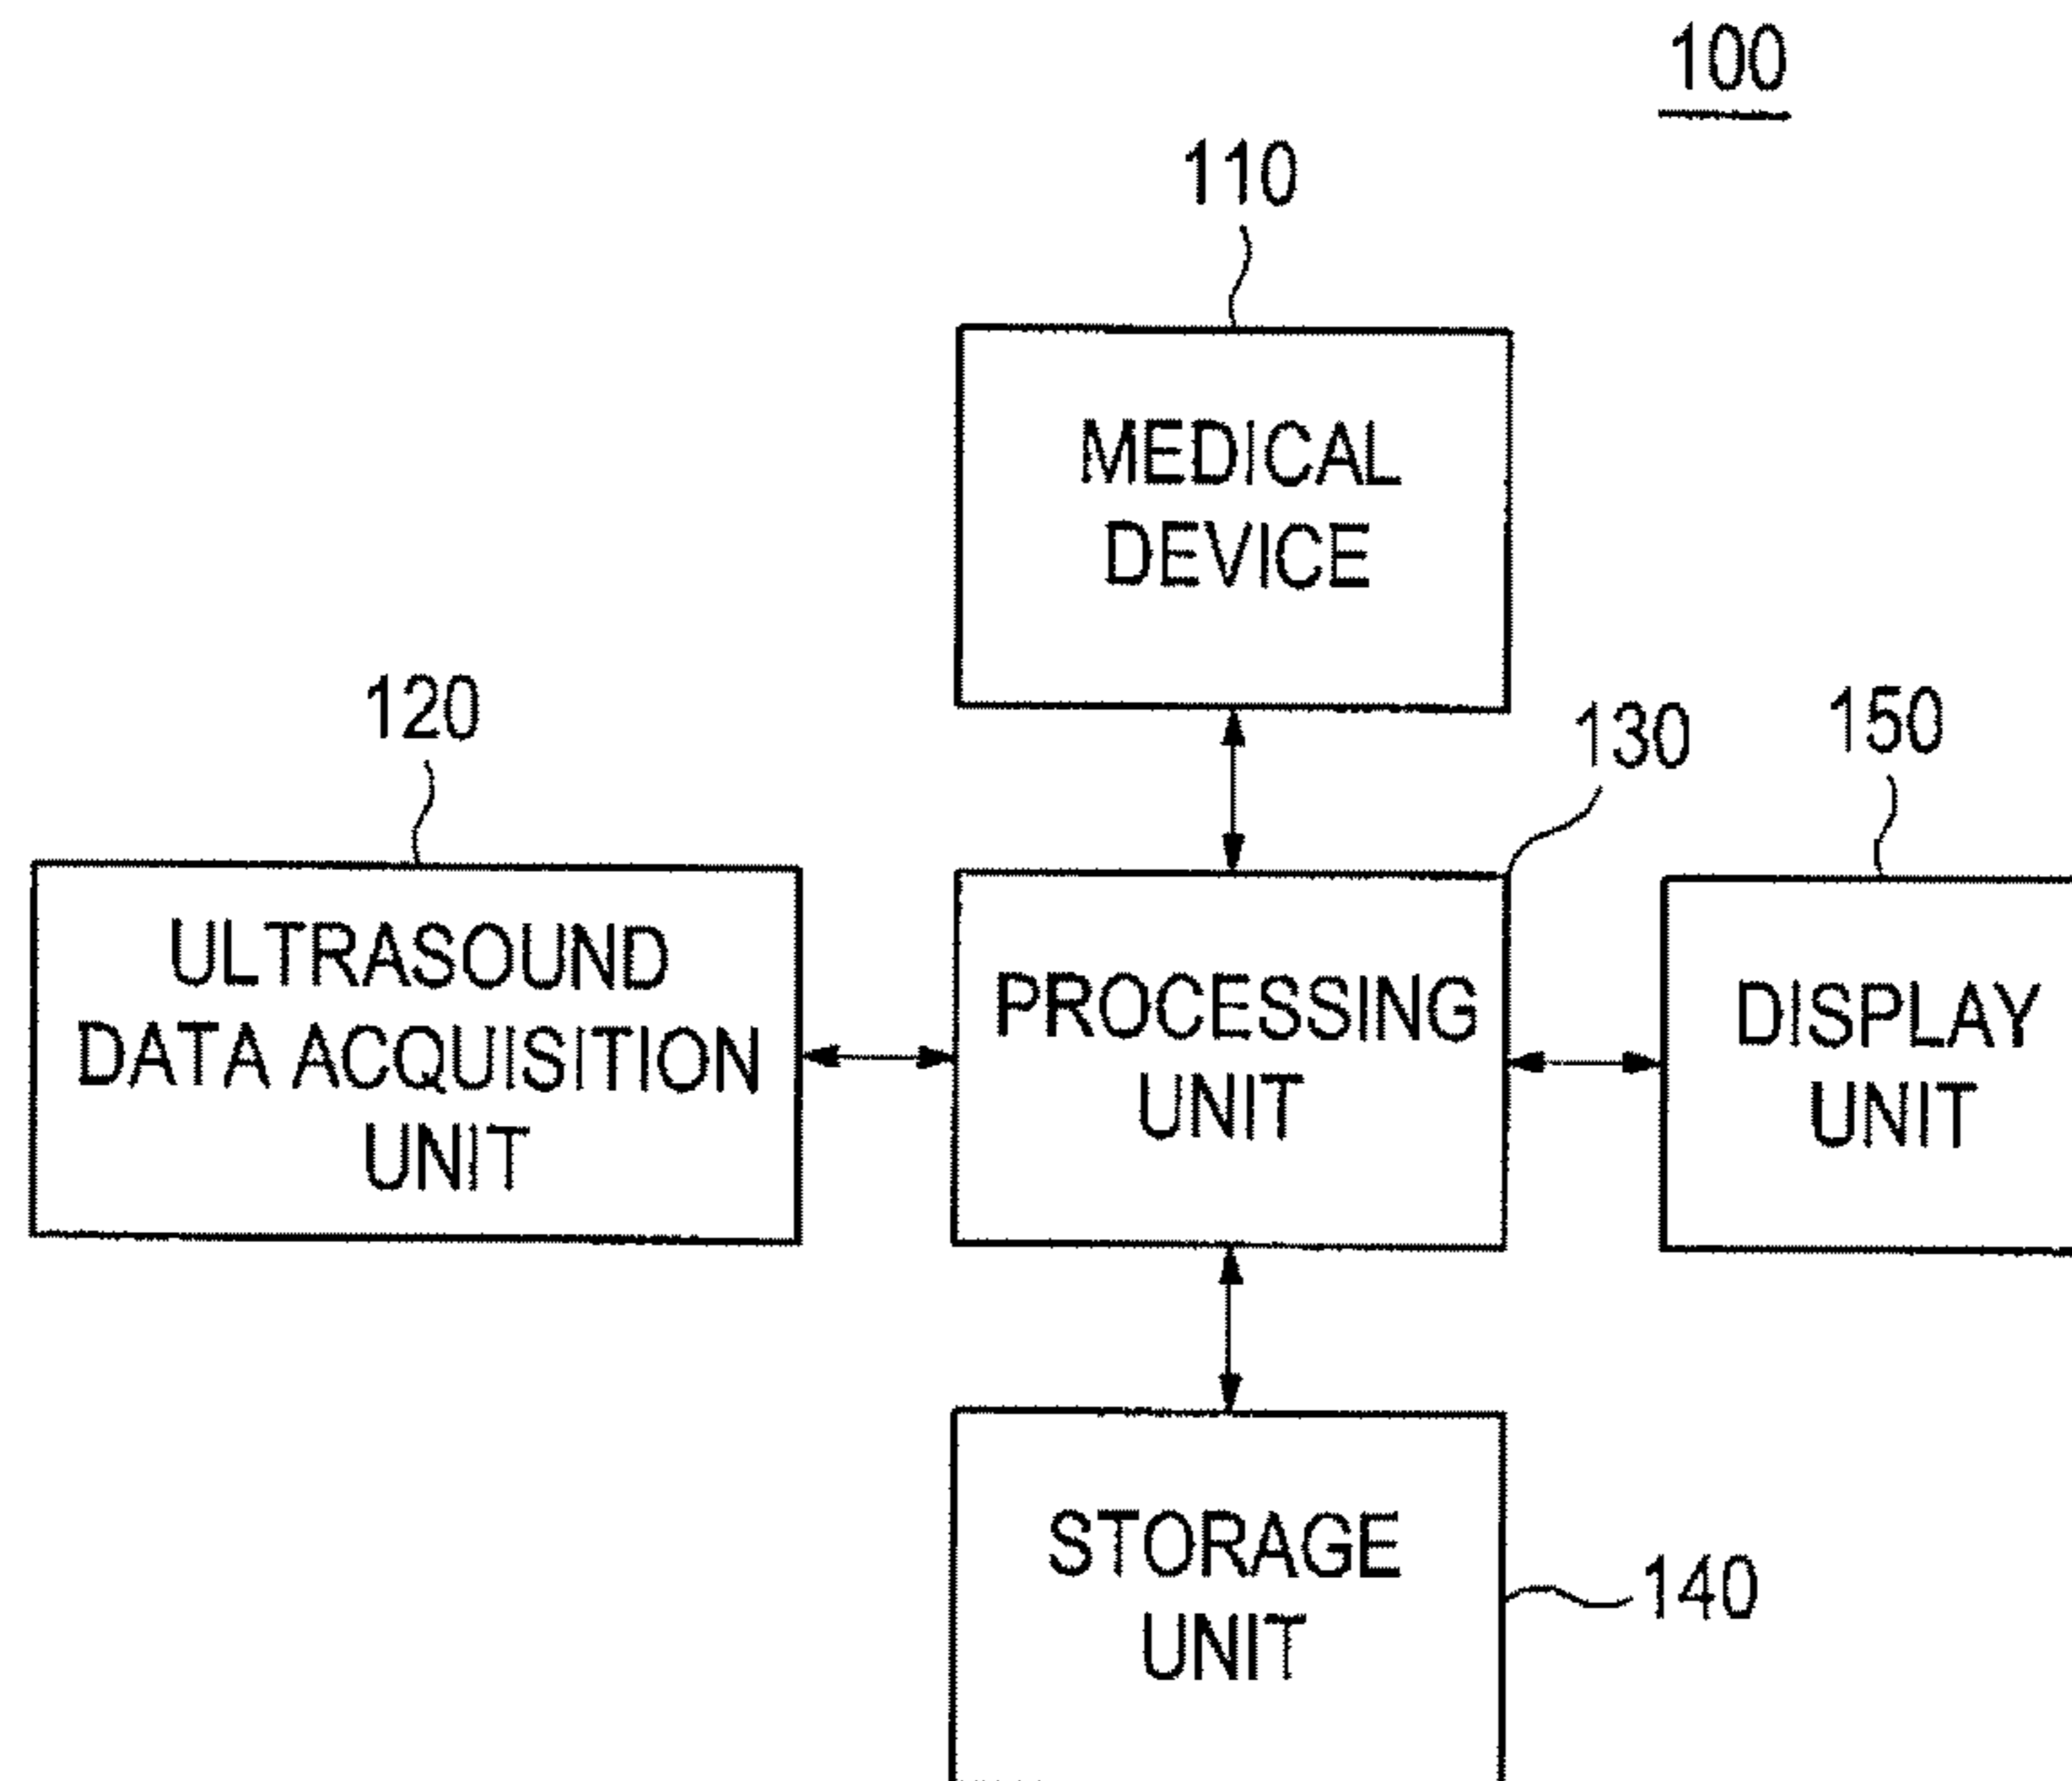 100
110
MEDICAL
DEVICE
120
130
150
ULTRASOUND
DATA ACQUISITION
UNIT
PROCESSING
UNIT
DISPLAY
UNIT
STORAGE
UNIT
140